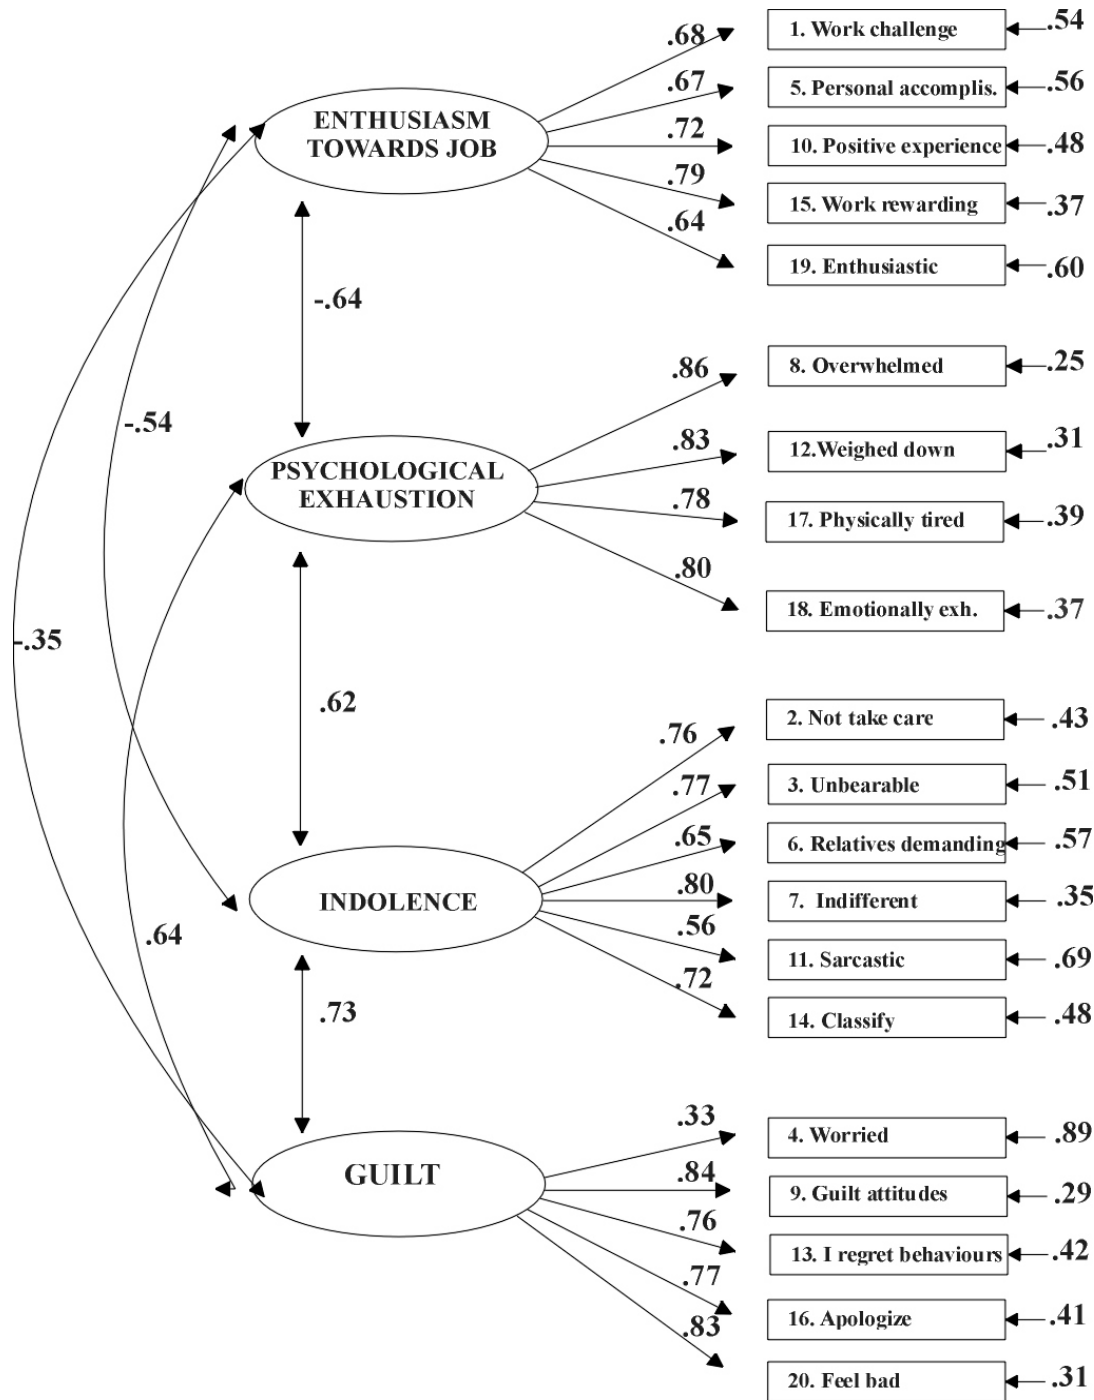 .68
1. Work challenge
.54
.67
5. Personal accomplis.
.56
ENTHUSIASM
TOWARDS JOB
.72
10. Positive experience
.48
.79
15. Work rewarding
.37
.64
19. Enthusiastic
.60
-.64
.86
8. Overwhelmed
.25
-.54
.83
12.Weighed down
.31
PSYCHOLOGICAL
EXHAUSTION
.78
17. Physically tired
.39
.80
18. Emotionally exh.
.37
-.35
.62
.76
2. Not take care
.43
.77
3. Unbearable
.51
.65
6. Relatives demanding
.57
INDOLENCE
.80
7. Indifferent
.35
.56
11. Sarcastic
.69
.64
.72
14. Classify
.48
.73
.33
4. Worried
.89
GUILT
.84
9. Guilt attitudes
.29
.76
13. I regret behaviours
.42
.77
16. Apologize
.41
.83
20. Feel bad
.31